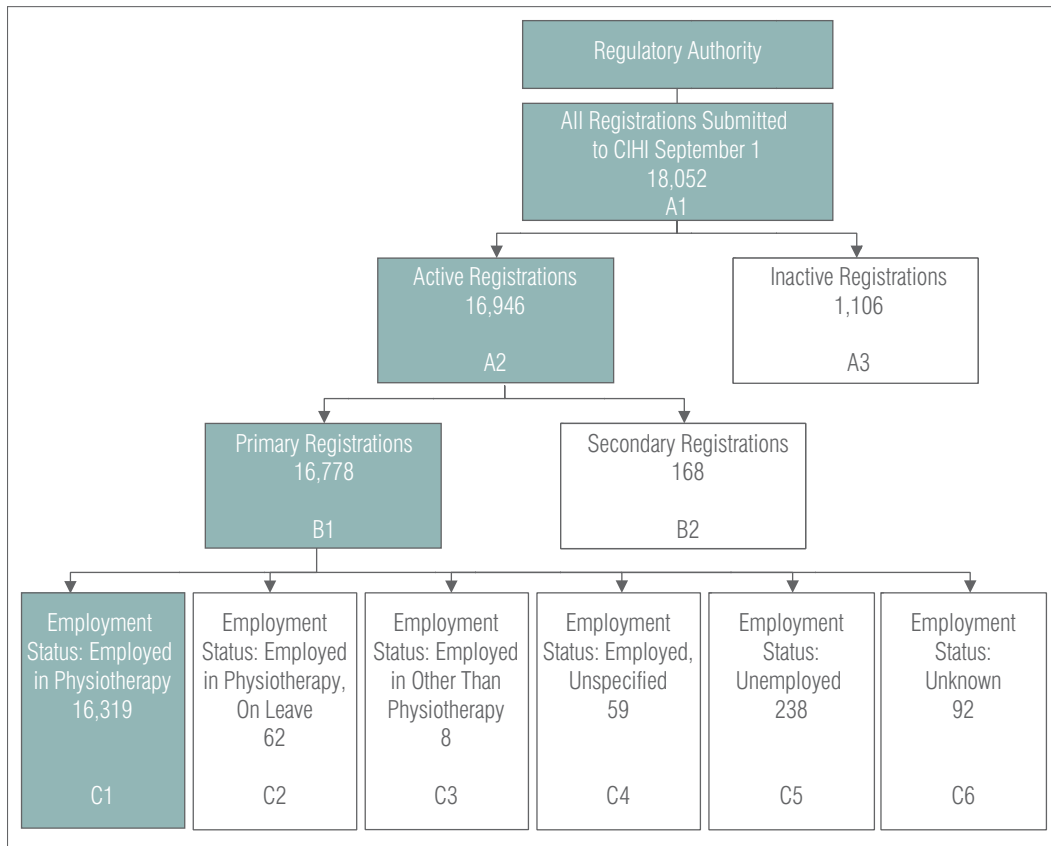 Regulatory Authority
All Registrations Submitted
to CIHI September 1
18,052
A1
Active Registrations
16,946
A2
Inactive Registrations
1,106
A3
Primary Registrations
16,778
B1
Secondary Registrations
168
B2
Employment
Status: Employed
in Physiotherapy
16,319
C1
Employment
Status: Employed
in Physiotherapy,
On Leave
62
C2
Employment
Status: Employed
in Other Than
Physiotherapy
8
C3
Employment
Status: Employed,
Unspecified
59
C4
Employment
Status:
Unemployed
238
C5
Employment
Status:
Unknown
92
C6